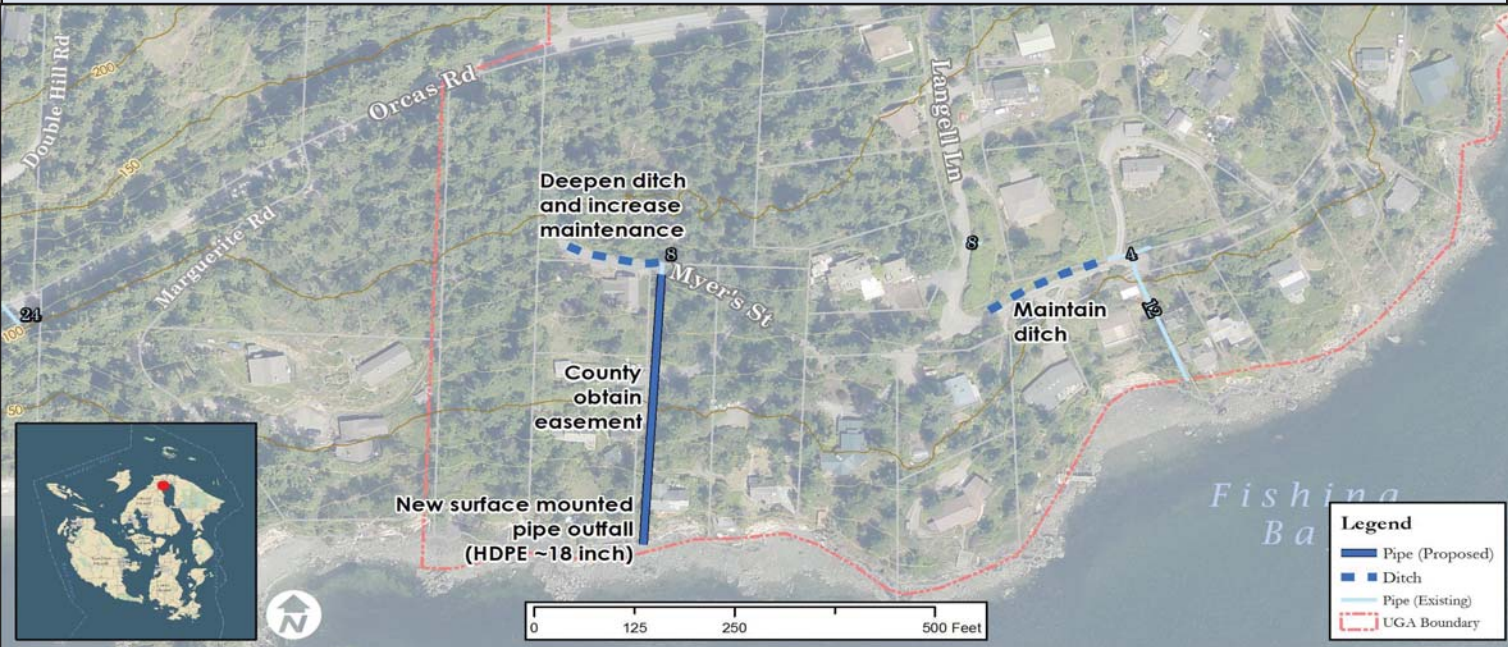 Double Hill Rd
200
150
Orcas Rd
Marguerite Rd
24
100
50
Deepen ditch
and increase
maintenance
8
Myer's St
Langell Ln
8
4
12
Maintain
ditch
County
obtain
easement
New surface mounted
pipe outfall
(HDPE ~18 inch)
N
0 125 250 500 Feet
Fishing
Ba
Legend
Pipe (Proposed)
Ditch
Pipe (Existing)
UGA Boundary